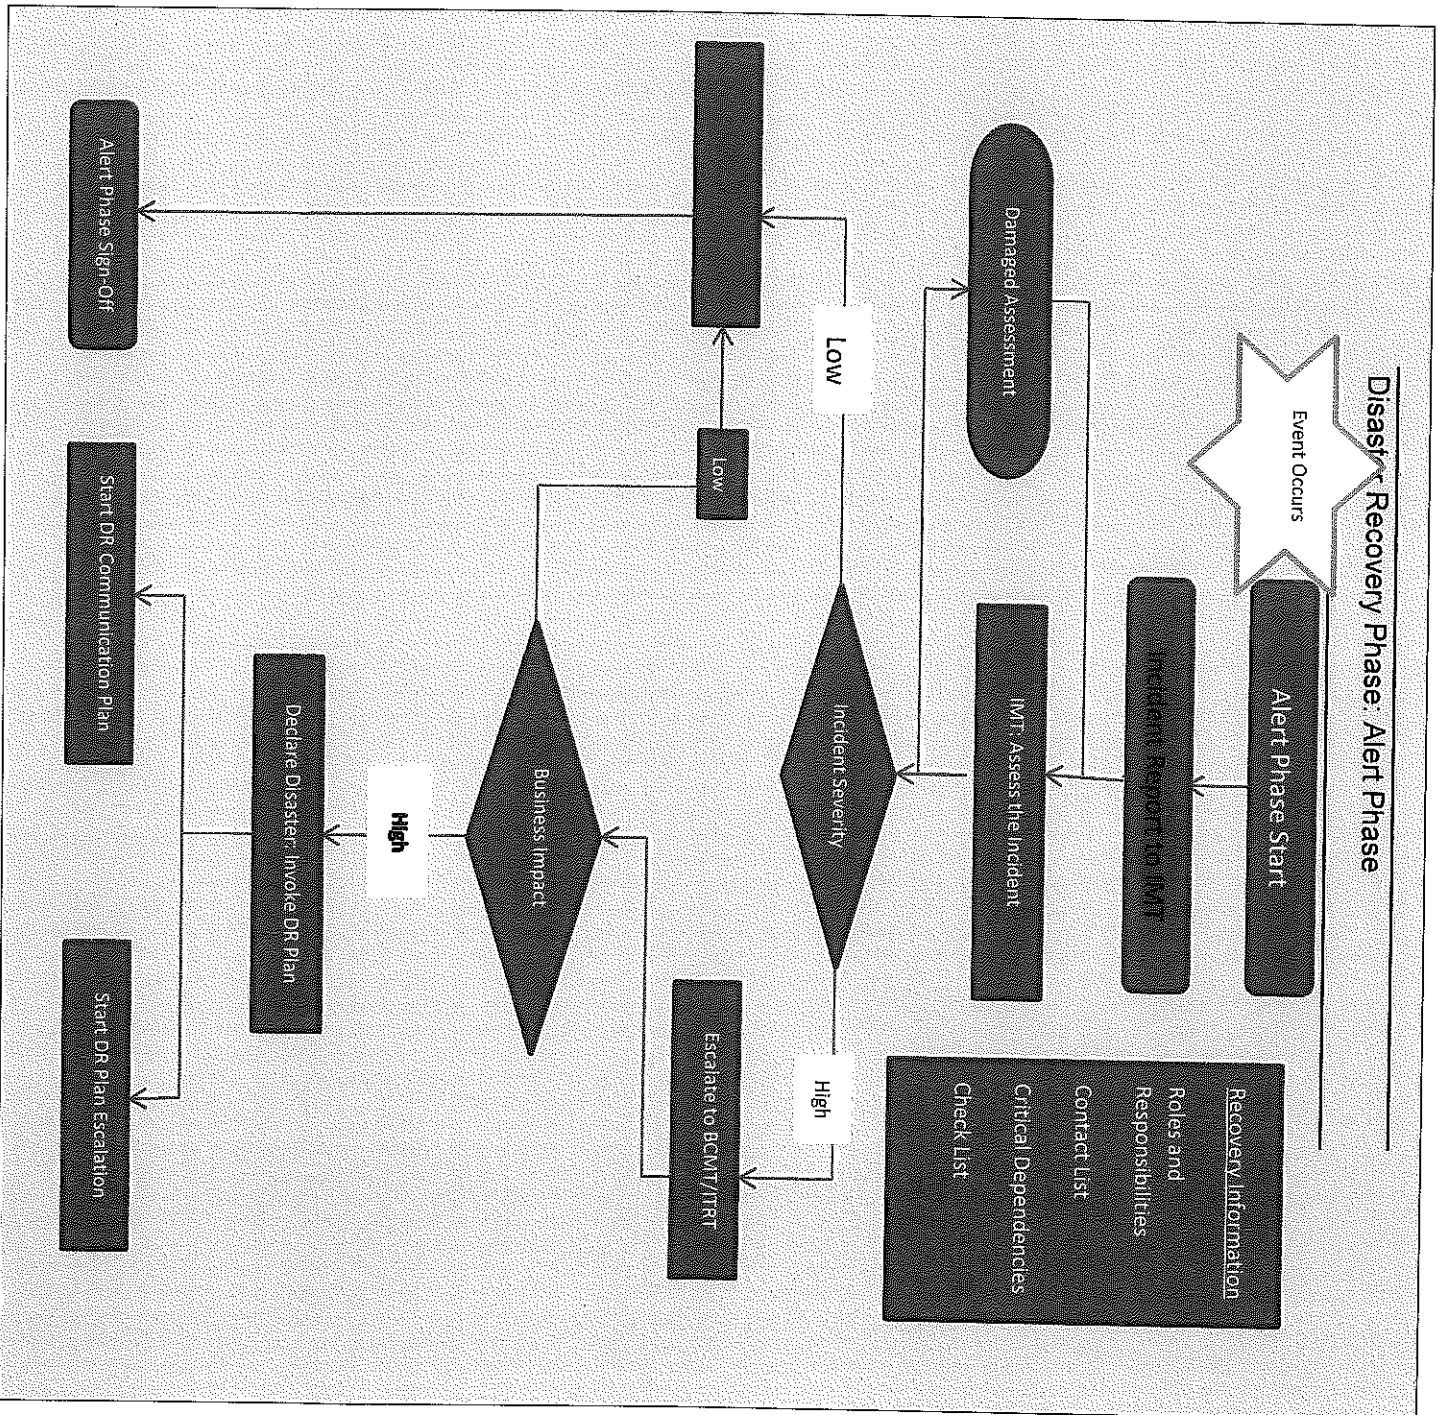 Disaster Recovery Phase: Alert Phase
Event Occurs
Alert Phase Start
Incident Report to IMT
Recovery Information
Roles and
Responsibilities
Contact List
Critical Dependencies
Check List
Damaged Assessment
IMT: Assess the Incident
Low
Incident Severity
High
Low
Escalate to BCMT/ITRT
Business Impact
High
Declare Disaster: Invoke DR Plan
Alert Phase Sign-Off
Start DR Communication Plan
Start DR Plan Escalation